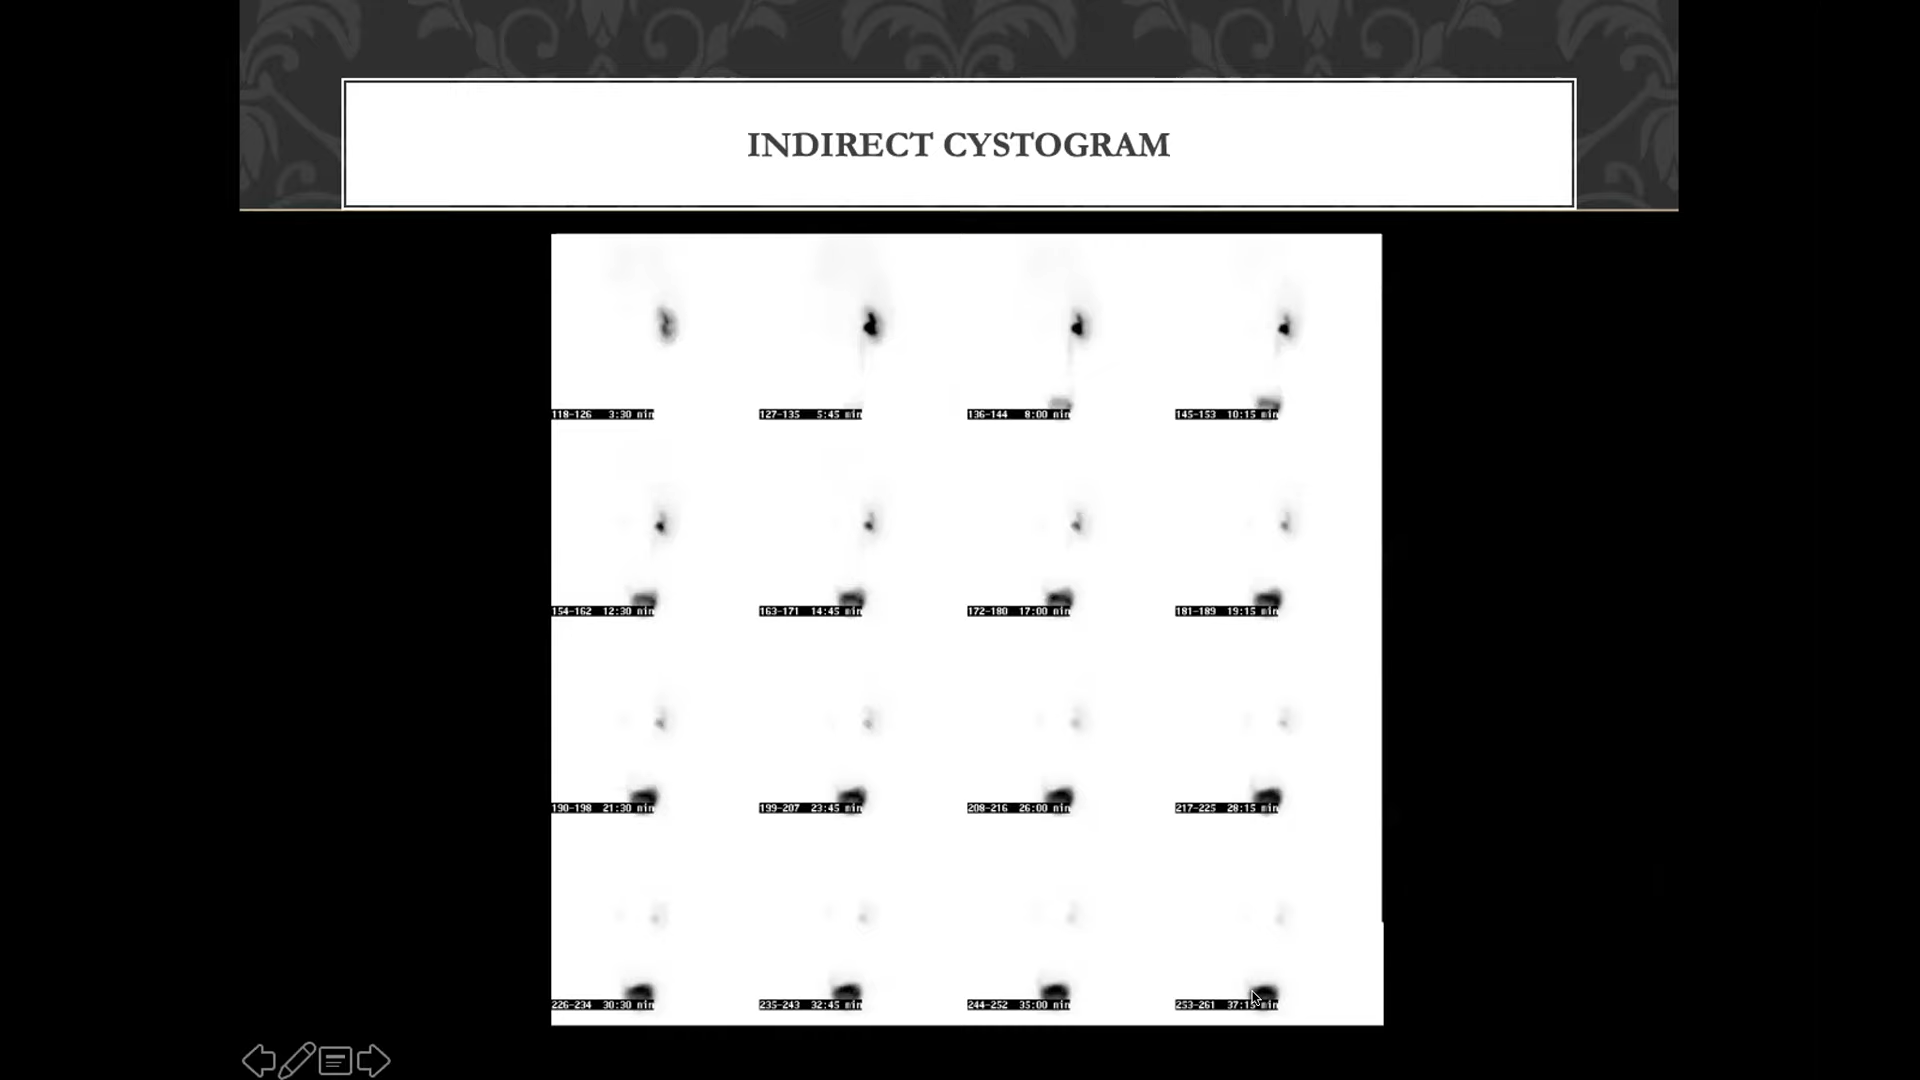 INDIRECT CYSTOGRAM
118-126 3:30 min
127-135 5:45 min
136-144 8:00 min
145-153 10:15 min
154-162 12:30 min
163-171 14:45 min
172-180 17:00 min
181-189 19:15 min
190-198 21:30 min
199-207 23:45 min
208-216 26:00 min
217-225 28:15 min
226-234 30:30 min
235-243 32:45 min
244-252 35:00 min
253-261 37:15 min